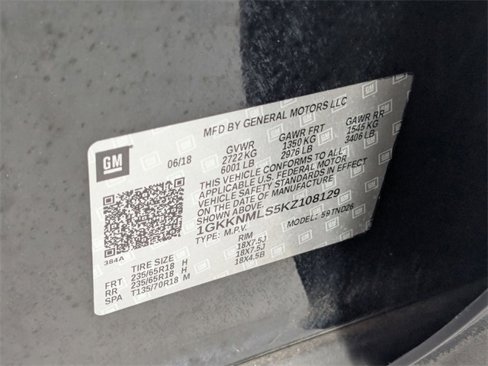 MFD BY GENERAL MOTORS LLC
GM
06/18
GVWR GAWR FRT GAWR RR
2722 KG 1350 KG 1545 KG
6001 LB 2976 LB 3406 LB
THIS VEHICLE CONFORMS TO ALL
APPLICABLE U.S. FEDERAL MOTOR
VEHICLE SAFETY STANDARDS IN EFFECT
ON THE DATE OF MANUFACTURE
SHOWN ABOVE.
1GKKNMLS5KZ108129
TYPE: M.P.V. MODEL:
384A
TIRE SIZE RIM
FRT 235/65R18 H 18X7.5J
RR 235/65R18 H 18X7.5J
SPA T135/70R18 M 18X4.5B